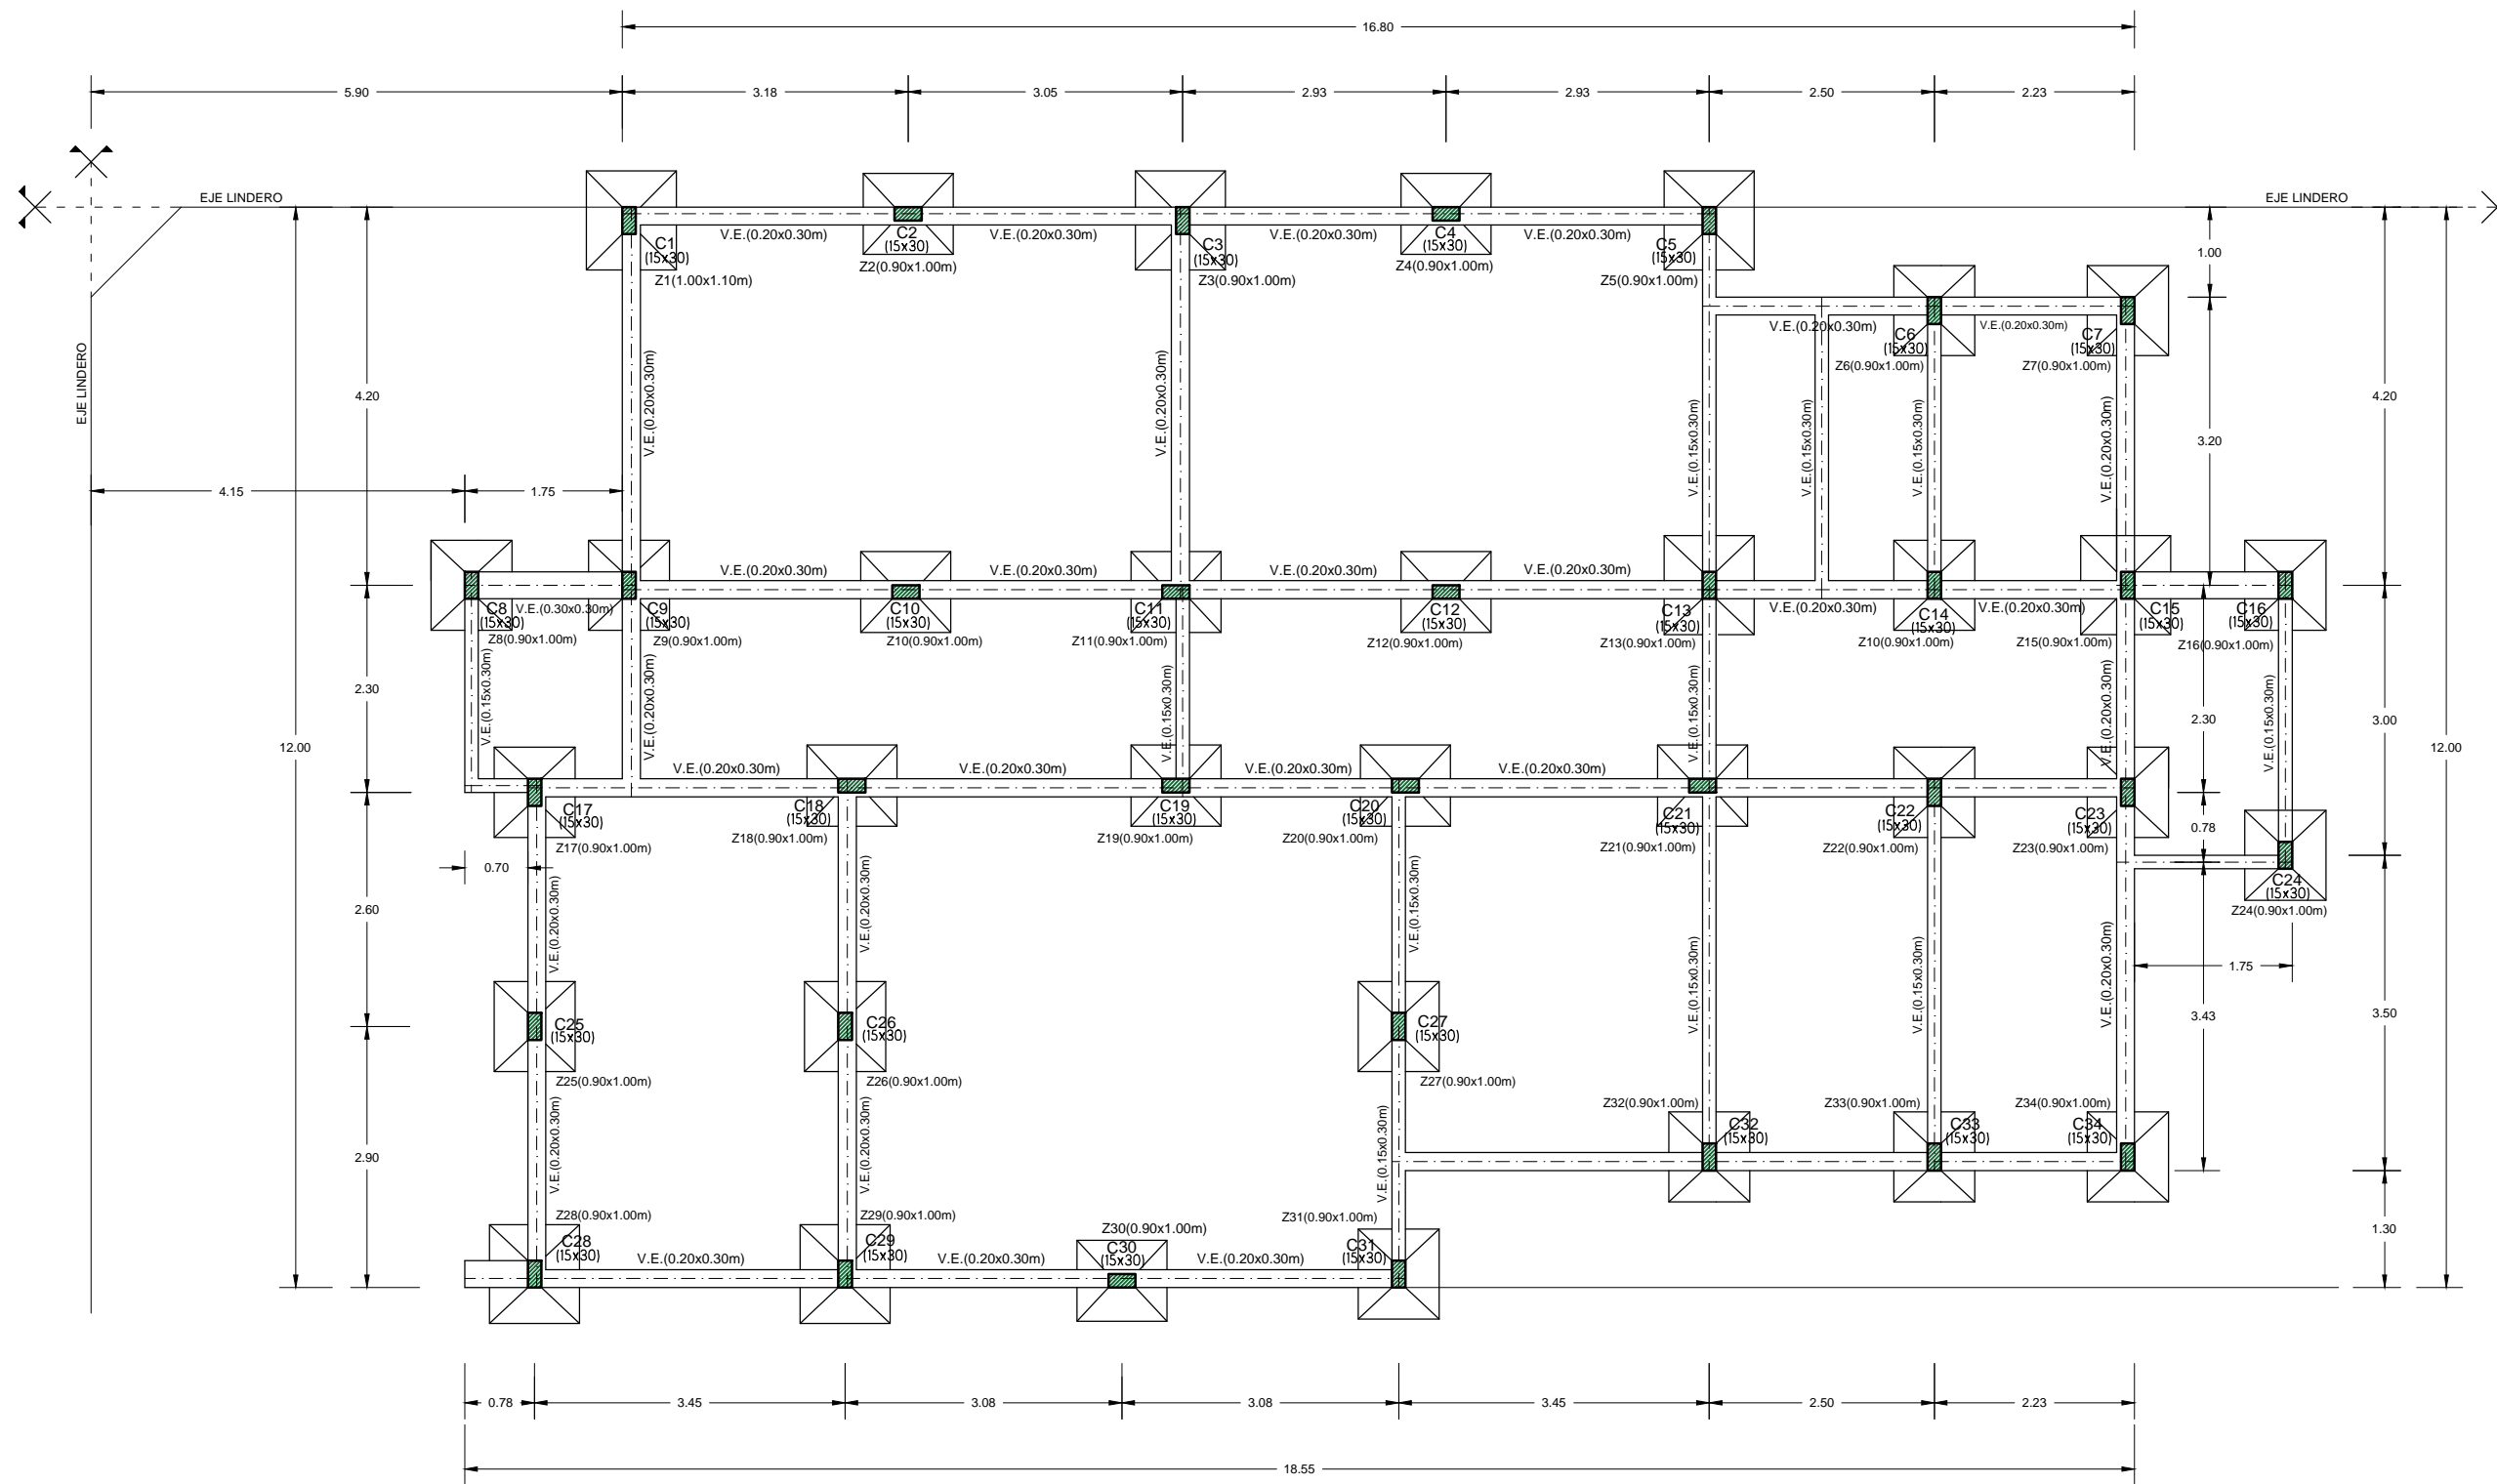 16.80
5.90
3.18
3.05
2.93
2.93
2.50
2.23
EJE LINDERO
EJE LINDERO
EJE LINDERO
V.E.(0.20x0.30m)
C2
(15x30)
V.E.(0.20x0.30m)
V.E.(0.20x0.30m)
C4
(15x30)
V.E.(0.20x0.30m)
C1
(15x30)
C3
(15x30)
C5
(15x30)
Z1(1.00x1.10m)
Z2(0.90x1.00m)
Z3(0.90x1.00m)
Z4(0.90x1.00m)
Z5(0.90x1.00m)
1.00
V.E.(0.20x0.30m)
C6
(15x30)
V.E.(0.20x0.30m)
C7
(15x30)
Z6(0.90x1.00m)
Z7(0.90x1.00m)
4.20
V.E.(0.20x0.30m)
V.E.(0.20x0.30m)
V.E.(0.15x0.30m)
V.E.(0.15x0.30m)
V.E.(0.15x0.30m)
V.E.(0.20x0.30m)
3.20
4.20
4.15
1.75
V.E.(0.20x0.30m)
V.E.(0.20x0.30m)
V.E.(0.20x0.30m)
V.E.(0.20x0.30m)
C8
(15x30)
V.E.(0.30x0.30m)
C9
(15x30)
C10
(15x30)
C11
(15x30)
C12
(15x30)
C13
(15x30)
V.E.(0.20x0.30m)
C14
(15x30)
V.E.(0.20x0.30m)
C15
(15x30)
C16
(15x30)
Z8(0.90x1.00m)
Z9(0.90x1.00m)
Z10(0.90x1.00m)
Z11(0.90x1.00m)
Z12(0.90x1.00m)
Z13(0.90x1.00m)
Z10(0.90x1.00m)
Z15(0.90x1.00m)
Z16(0.90x1.00m)
2.30
V.E.(0.15x0.30m)
V.E.(0.20x0.30m)
V.E.(0.15x0.30m)
V.E.(0.15x0.30m)
V.E.(0.20x0.30m)
2.30
V.E.(0.15x0.30m)
3.00
12.00
12.00
V.E.(0.20x0.30m)
V.E.(0.20x0.30m)
V.E.(0.20x0.30m)
V.E.(0.20x0.30m)
C17
(15x30)
C18
(15x30)
C19
(15x30)
C20
(15x30)
C21
(15x30)
C22
(15x30)
C23
(15x30)
0.78
Z17(0.90x1.00m)
Z18(0.90x1.00m)
Z19(0.90x1.00m)
Z20(0.90x1.00m)
Z21(0.90x1.00m)
Z22(0.90x1.00m)
Z23(0.90x1.00m)
0.70
C24
(15x30)
Z24(0.90x1.00m)
2.60
V.E.(0.20x0.30m)
V.E.(0.20x0.30m)
V.E.(0.15x0.30m)
V.E.(0.15x0.30m)
V.E.(0.15x0.30m)
V.E.(0.20x0.30m)
1.75
3.43
3.50
C25
(15x30)
C26
(15x30)
C27
(15x30)
Z25(0.90x1.00m)
Z26(0.90x1.00m)
Z27(0.90x1.00m)
Z32(0.90x1.00m)
Z33(0.90x1.00m)
Z34(0.90x1.00m)
C32
(15x30)
C33
(15x30)
C34
(15x30)
2.90
V.E.(0.20x0.30m)
V.E.(0.20x0.30m)
V.E.(0.15x0.30m)
Z28(0.90x1.00m)
Z29(0.90x1.00m)
Z30(0.90x1.00m)
Z31(0.90x1.00m)
C28
(15x30)
C29
(15x30)
C30
(15x30)
C31
(15x30)
V.E.(0.20x0.30m)
V.E.(0.20x0.30m)
V.E.(0.20x0.30m)
1.30
0.78
3.45
3.08
3.08
3.45
2.50
2.23
18.55